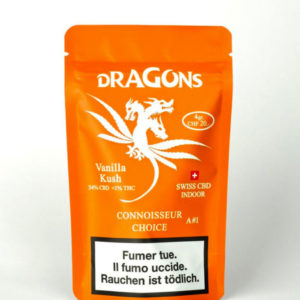 DRAGONS
4gr.
CHF 20.-
Vanilla
Kush
24% CBD <1% THC
SWISS CBD
INDOOR
CONNOISSEUR
CHOICE A#1
Fumer tue.
Il fumo uccide.
Rauchen ist tödlich.